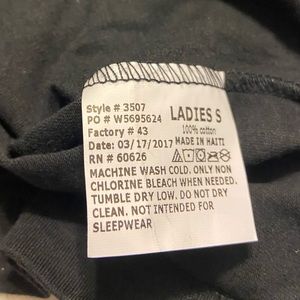 Style # 3507
PO # W5695624
Factory # 43
Date: 03/17/2017
RN # 60626
LADIES S
100% cotton
MADE IN HAITI
MACHINE WASH COLD. ONLY NON
CHLORINE BLEACH WHEN NEEDED.
TUMBLE DRY LOW. DO NOT DRY
CLEAN. NOT INTENDED FOR
SLEEPWEAR